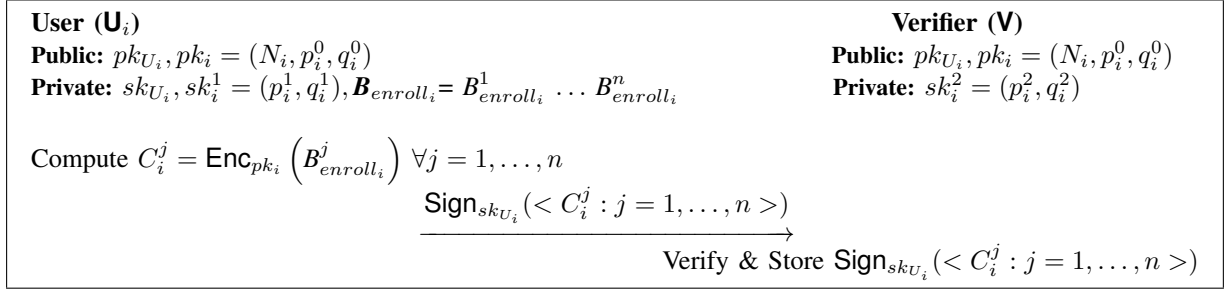 User (U_i) Verifier (V)
Public: pk_{U_i}, pk_i = (N_i, p_i^0, q_i^0) Public: pk_{U_i}, pk_i = (N_i, p_i^0, q_i^0)
Private: sk_{U_i}, sk_i^1 = (p_i^1, q_i^1), B_{enroll_i}= B_{enroll_i}^1 … B_{enroll_i}^n Private: sk_i^2 = (p_i^2, q_i^2)
Compute C_i^j = Enc_{pk_i} (B_{enroll_i}^j) ∀j = 1, …, n
Sign_{sk_{U_i}}(< C_i^j : j = 1, …, n >)
Verify & Store Sign_{sk_{U_i}}(< C_i^j : j = 1, …, n >)